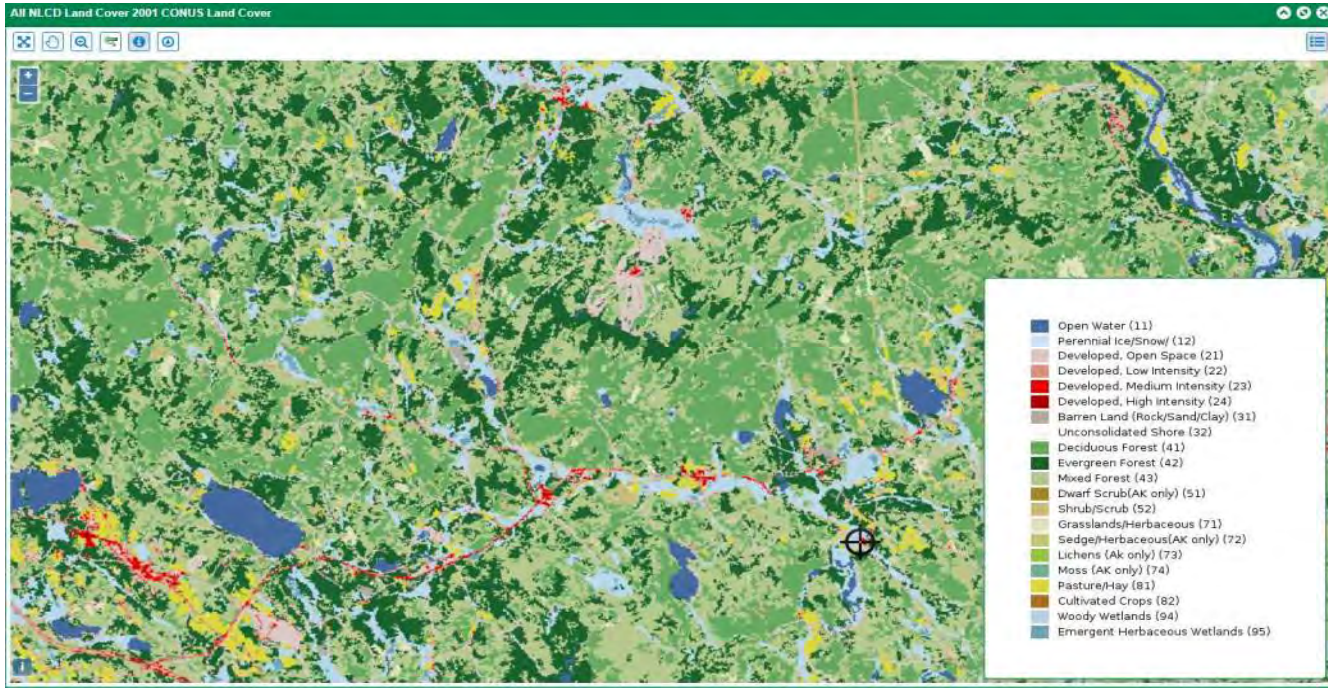 All NLCD Land Cover 2001 CONUS Land Cover
+
−
Open Water (11)
Perennial Ice/Snow/ (12)
Developed, Open Space (21)
Developed, Low Intensity (22)
Developed, Medium Intensity (23)
Developed, High Intensity (24)
Barren Land (Rock/Sand/Clay) (31)
Unconsolidated Shore (32)
Deciduous Forest (41)
Evergreen Forest (42)
Mixed Forest (43)
Dwarf Scrub(AK only) (51)
Shrub/Scrub (52)
Grasslands/Herbaceous (71)
Sedge/Herbaceous(AK only) (72)
Lichens (Ak only) (73)
Moss (AK only) (74)
Pasture/Hay (81)
Cultivated Crops (82)
Woody Wetlands (94)
Emergent Herbaceous Wetlands (95)
i